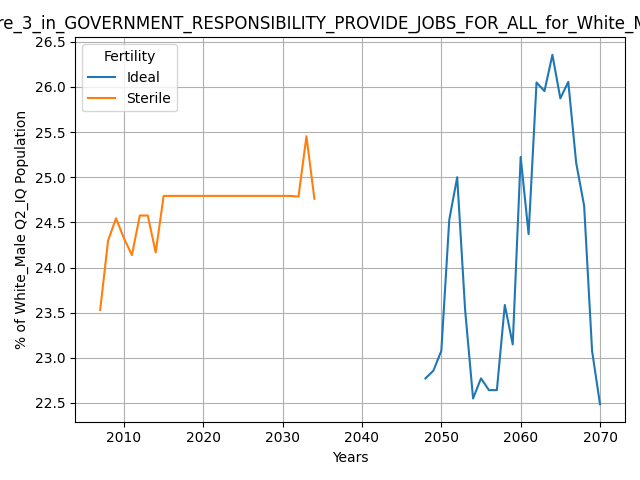 re_3_in_GOVERNMENT_RESPONSIBILITY_PROVIDE_JOBS_FOR_ALL_for_White_M
Fertility
Ideal
Sterile
26.5
26.0
25.5
25.0
24.5
24.0
23.5
23.0
22.5
% of White_Male Q2_IQ Population
2010 2020 2030 2040 2050 2060 2070
Years